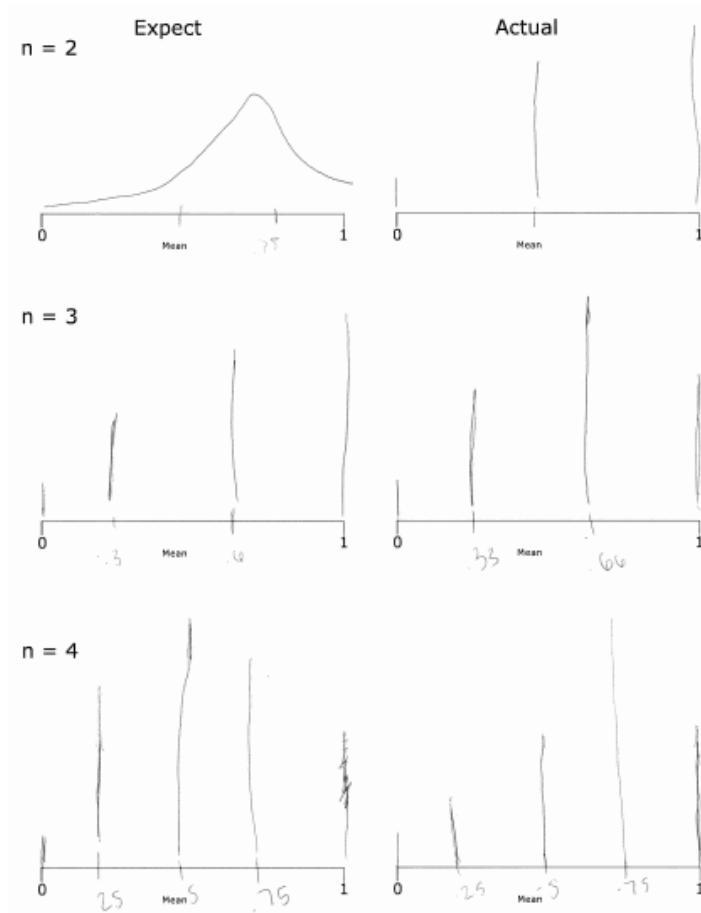 Expect Actual
n = 2
0 1 0 1
Mean Mean
.75
n = 3
0 1 0 1
.3 Mean .6 .33 Mean .66
n = 4
0 1 0 1
25 Mean .5 .75 .25 .5 Mean .75